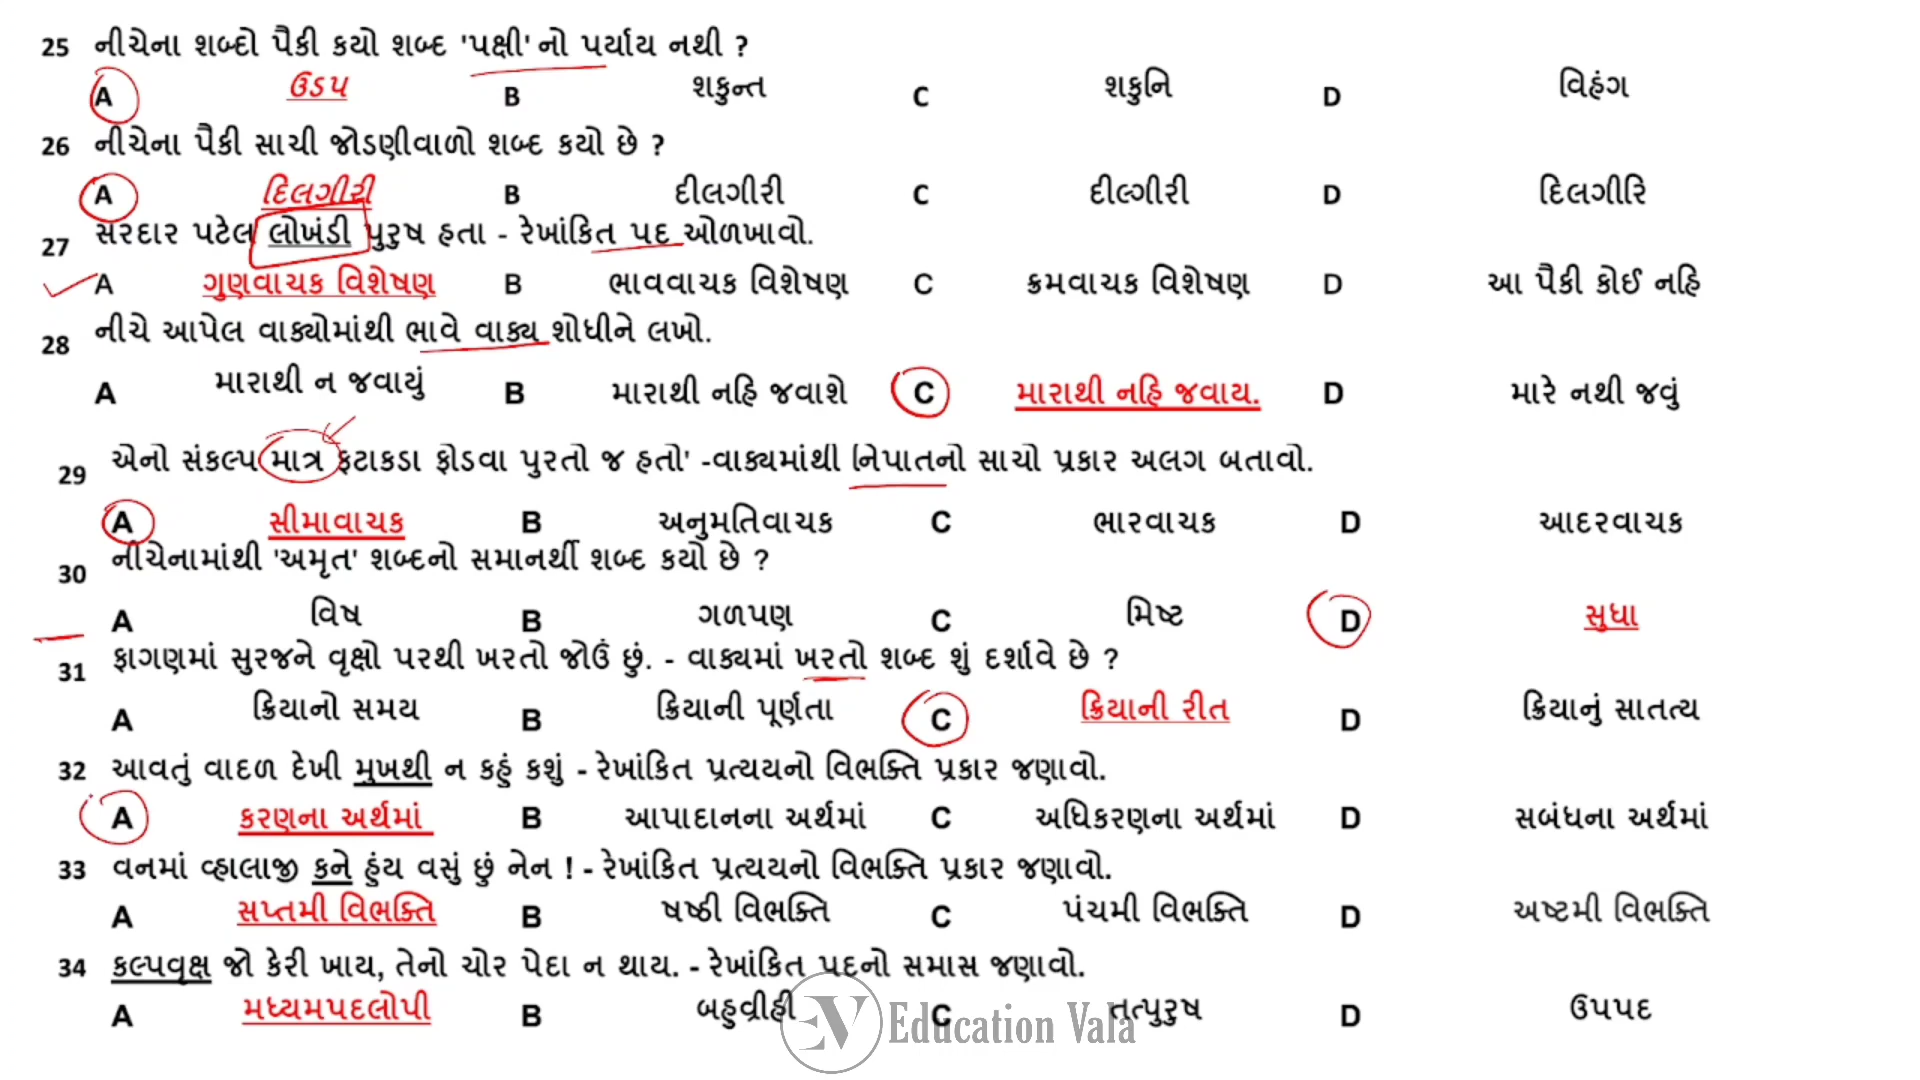 25 નીચેના શબ્દો પૈકી કયો શબ્દ 'પક્ષી' નો પર્યાય નથી ?
A ઉડપ B શકુન્ત C શકુનિ D વિહંગ
26 નીચેના પૈકી સાચી જોડણીવાળો શબ્દ કયો છે ?
A દિલગીરી B દીલગીરી C દીલ્ગીરી D દિલગીરિ
27 સરદાર પટેલ લોખંડી પુરુષ હતા - રેખાંકિત પદ ઓળખાવો.
A ગુણવાચક વિશેષણ B ભાવવાચક વિશેષણ C ક્રમવાચક વિશેષણ D આ પૈકી કોઈ નહિ
28 નીચે આપેલ વાક્યોમાંથી ભાવે વાક્ય શોધીને લખો.
A મારાથી ન જવાયું B મારાથી નહિ જવાશે C મારાથી નહિ જવાય. D મારે નથી જવું
29 એનો સંકલ્પ માત્ર ફટાકડા ફોડવા પુરતો જ હતો' -વાક્યમાંથી નિપાતનો સાચો પ્રકાર અલગ બતાવો.
A સીમાવાચક B અનુમતિવાચક C ભારવાચક D આદરવાચક
30 નીચેનામાંથી 'અમૃત' શબ્દનો સમાનર્થી શબ્દ કયો છે ?
A વિષ B ગળપણ C મિષ્ટ D સુધા
31 ફાગણમાં સુરજને વૃક્ષો પરથી ખરતો જોઉં છું. - વાક્યમાં ખરતો શબ્દ શું દર્શાવે છે ?
A ક્રિયાનો સમય B ક્રિયાની પૂર્ણતા C ક્રિયાની રીત D ક્રિયાનું સાતત્ય
32 આવતું વાદળ દેખી મુખથી ન કહું કશું - રેખાંકિત પ્રત્યયનો વિભક્તિ પ્રકાર જણાવો.
A કરણના અર્થમાં B આપાદાનના અર્થમાં C અધિકરણના અર્થમાં D સબંધના અર્થમાં
33 વનમાં વ્હાલાજી કને હુંય વસું છું નેન ! - રેખાંકિત પ્રત્યયનો વિભક્તિ પ્રકાર જણાવો.
A સપ્તમી વિભક્તિ B ષષ્ઠી વિભક્તિ C પંચમી વિભક્તિ D અષ્ટમી વિભક્તિ
34 કલ્પવૃક્ષ જો કેરી ખાય, તેનો ચોર પેદા ન થાય. - રેખાંકિત પદનો સમાસ જણાવો.
A મધ્યમપદલોપી B બહુવ્રીહી C તત્પુરુષ D ઉપપદ
EV Education Vala